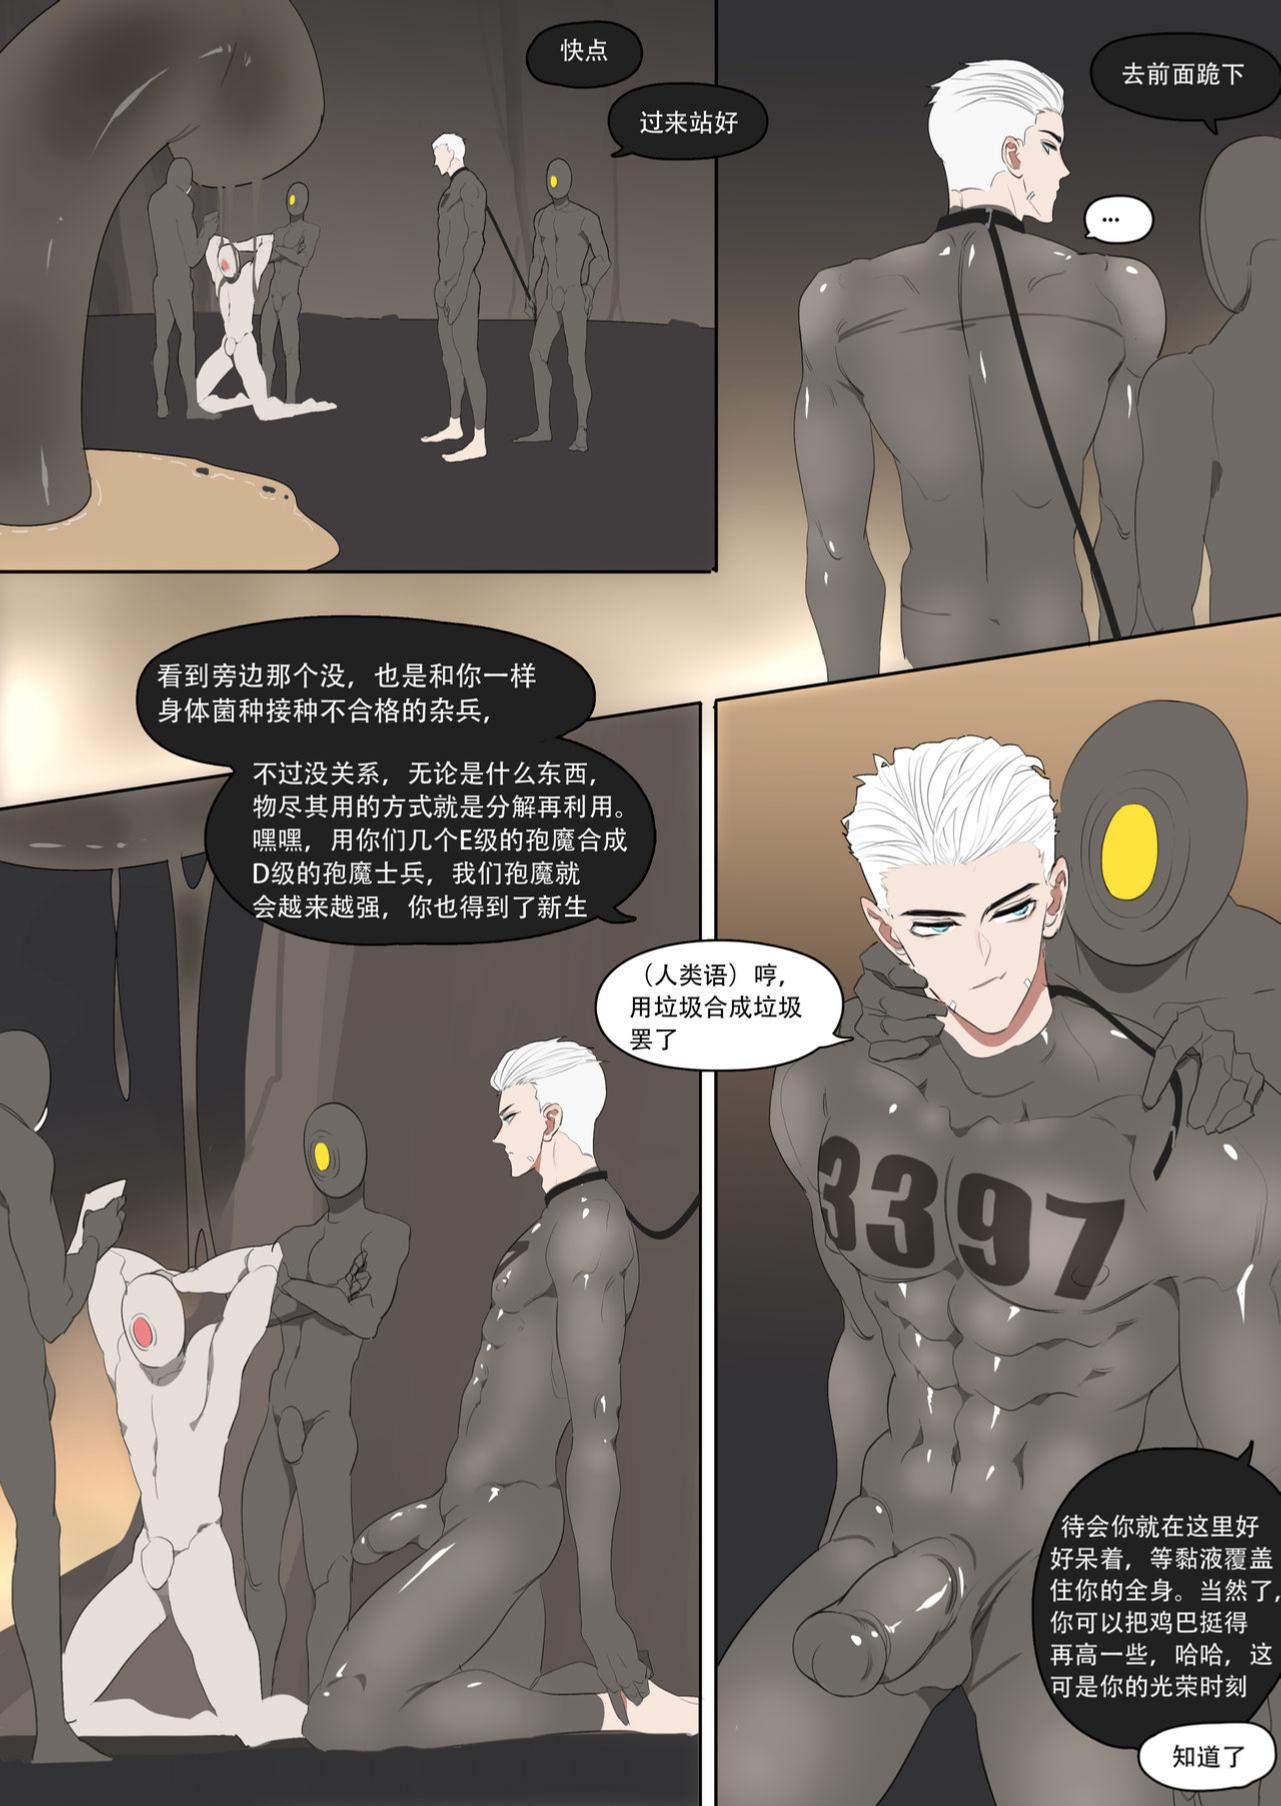 快点
过来站好
去前面跪下
...
看到旁边那个没，也是和你一样
身体菌种接种不合格的杂兵，
不过没关系，无论是什么东西，
物尽其用的方式就是分解再利用。
嘿嘿，用你们几个E级的孢魔合成
D级的孢魔士兵，我们孢魔就
会越来越强，你也得到了新生
（人类语）哼，
用垃圾合成垃圾
罢了
3397
待会你就在这里好
好呆着，等黏液覆盖
住你的全身。当然了，
你可以把鸡巴挺得
再高一些，哈哈，这
可是你的光荣时刻
知道了